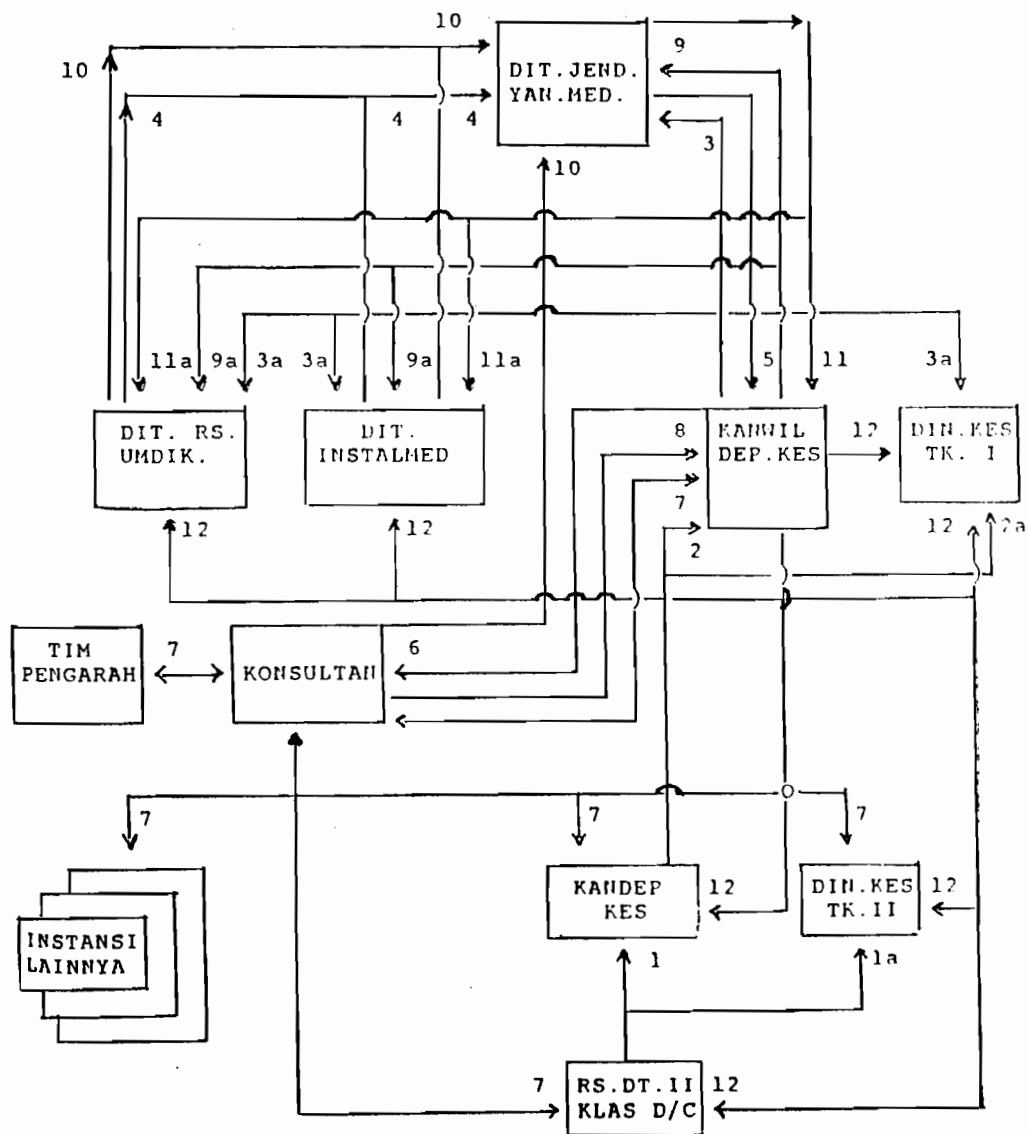 10
10
9
DIT.JEND.
YAN.MED.
4
4
4
3
10
11a
9a
3a
3a
9a
11a
5
11
3a
DIT. RS.
UMDIK.
DIT.
INSTALMED
8
KANWIL
DEP.KES
12
DIN.KES
TK. I
7
12
12
2
12
2a
TIM
PENGARAH
7
KONSULTAN
6
7
7
7
INSTANSI
LAINNYA
KANDEP
KES
12
DIN.KES
TK.II
12
1
1a
7
RS.DT.II
KLAS D/C
12